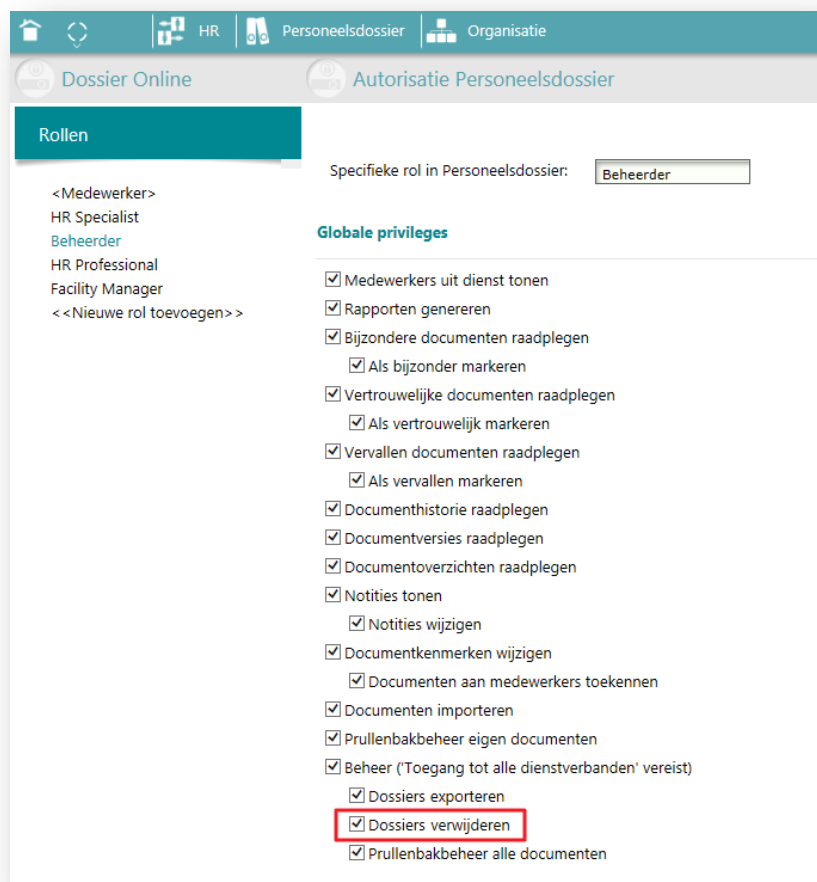 HR
Personeelsdossier
Organisatie
Dossier Online
Autorisatie Personeelsdossier
Rollen
<Medewerker>
HR Specialist
Beheerder
HR Professional
Facility Manager
<<Nieuwe rol toevoegen>>
Specifieke rol in Personeelsdossier:
Beheerder
Globale privileges
Medewerkers uit dienst tonen
Rapporten genereren
Bijzondere documenten raadplegen
Als bijzonder markeren
Vertrouwelijke documenten raadplegen
Als vertrouwelijk markeren
Vervallen documenten raadplegen
Als vervallen markeren
Documenthistorie raadplegen
Documentversies raadplegen
Documentoverzichten raadplegen
Notities tonen
Notities wijzigen
Documentkenmerken wijzigen
Documenten aan medewerkers toekennen
Documenten importeren
Prullenbakbeheer eigen documenten
Beheer ('Toegang tot alle dienstverbanden' vereist)
Dossiers exporteren
Dossiers verwijderen
Prullenbakbeheer alle documenten